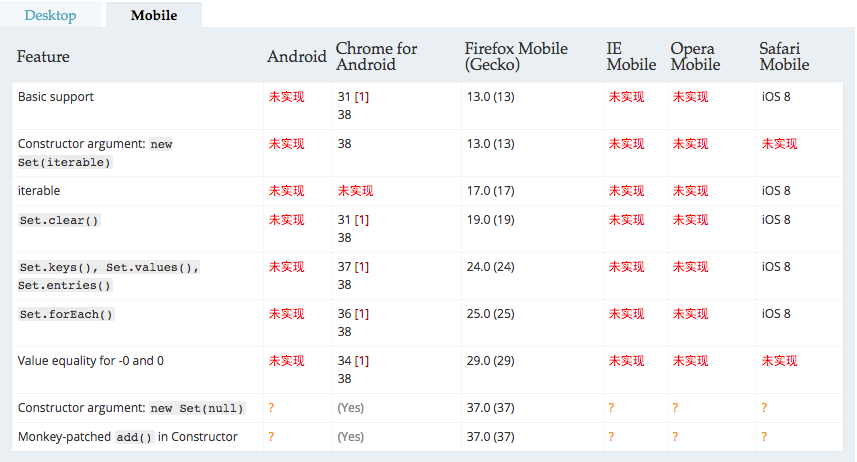 Desktop Mobile
Feature Android Chrome for Android Firefox Mobile (Gecko) IE Mobile Opera Mobile Safari Mobile
Basic support 未实现 31 [1] 13.0 (13) 未实现 未实现 iOS 8
38
Constructor argument: new 未实现 38 13.0 (13) 未实现 未实现 未实现
Set(iterable)
iterable 未实现 未实现 17.0 (17) 未实现 未实现 iOS 8
Set.clear() 未实现 31 [1] 19.0 (19) 未实现 未实现 iOS 8
38
Set.keys(), Set.values(), 未实现 37 [1] 24.0 (24) 未实现 未实现 iOS 8
Set.entries() 38
Set.forEach() 未实现 36 [1] 25.0 (25) 未实现 未实现 iOS 8
38
Value equality for -0 and 0 未实现 34 [1] 29.0 (29) 未实现 未实现 未实现
38
Constructor argument: new Set(null) ? (Yes) 37.0 (37) ? ? ?
Monkey-patched add() in Constructor ? (Yes) 37.0 (37) ? ? ?